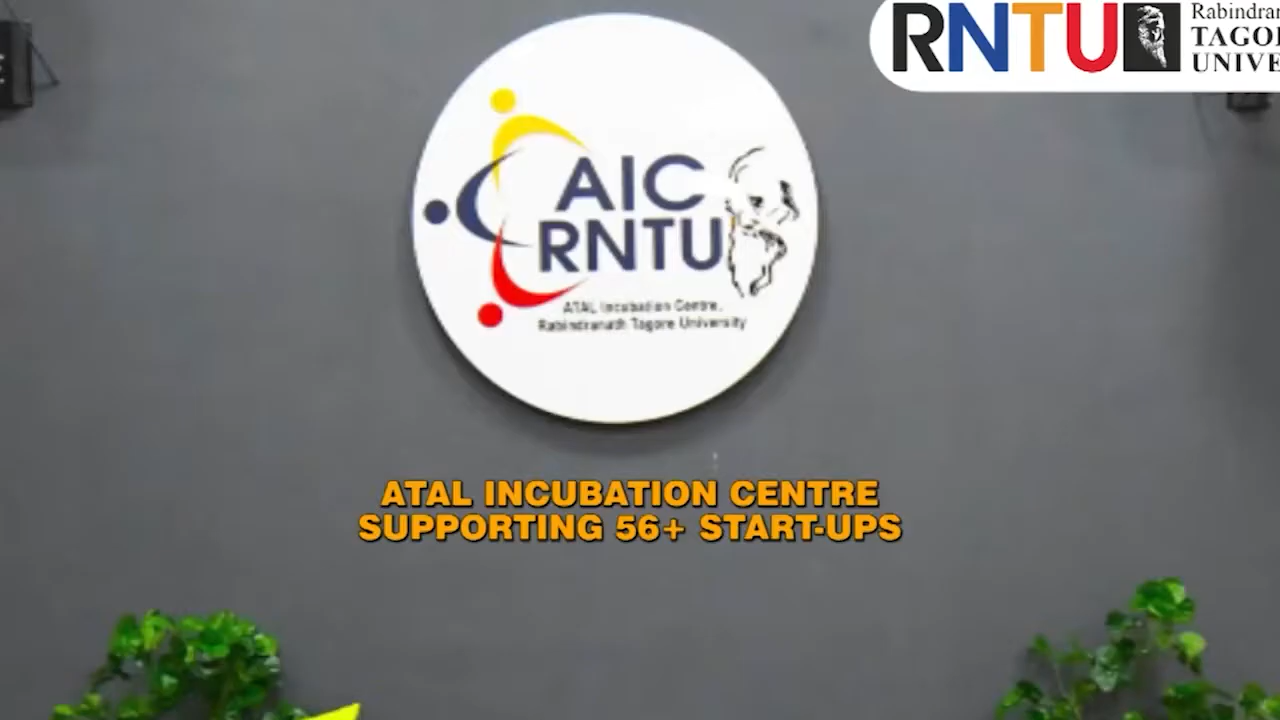 RNTU
Rabindran
TAGO
UNIVE
AIC
RNTU
ATAL Incubation Centre,
Rabindranath Tagore University
ATAL INCUBATION CENTRE
SUPPORTING 56+ START-UPS